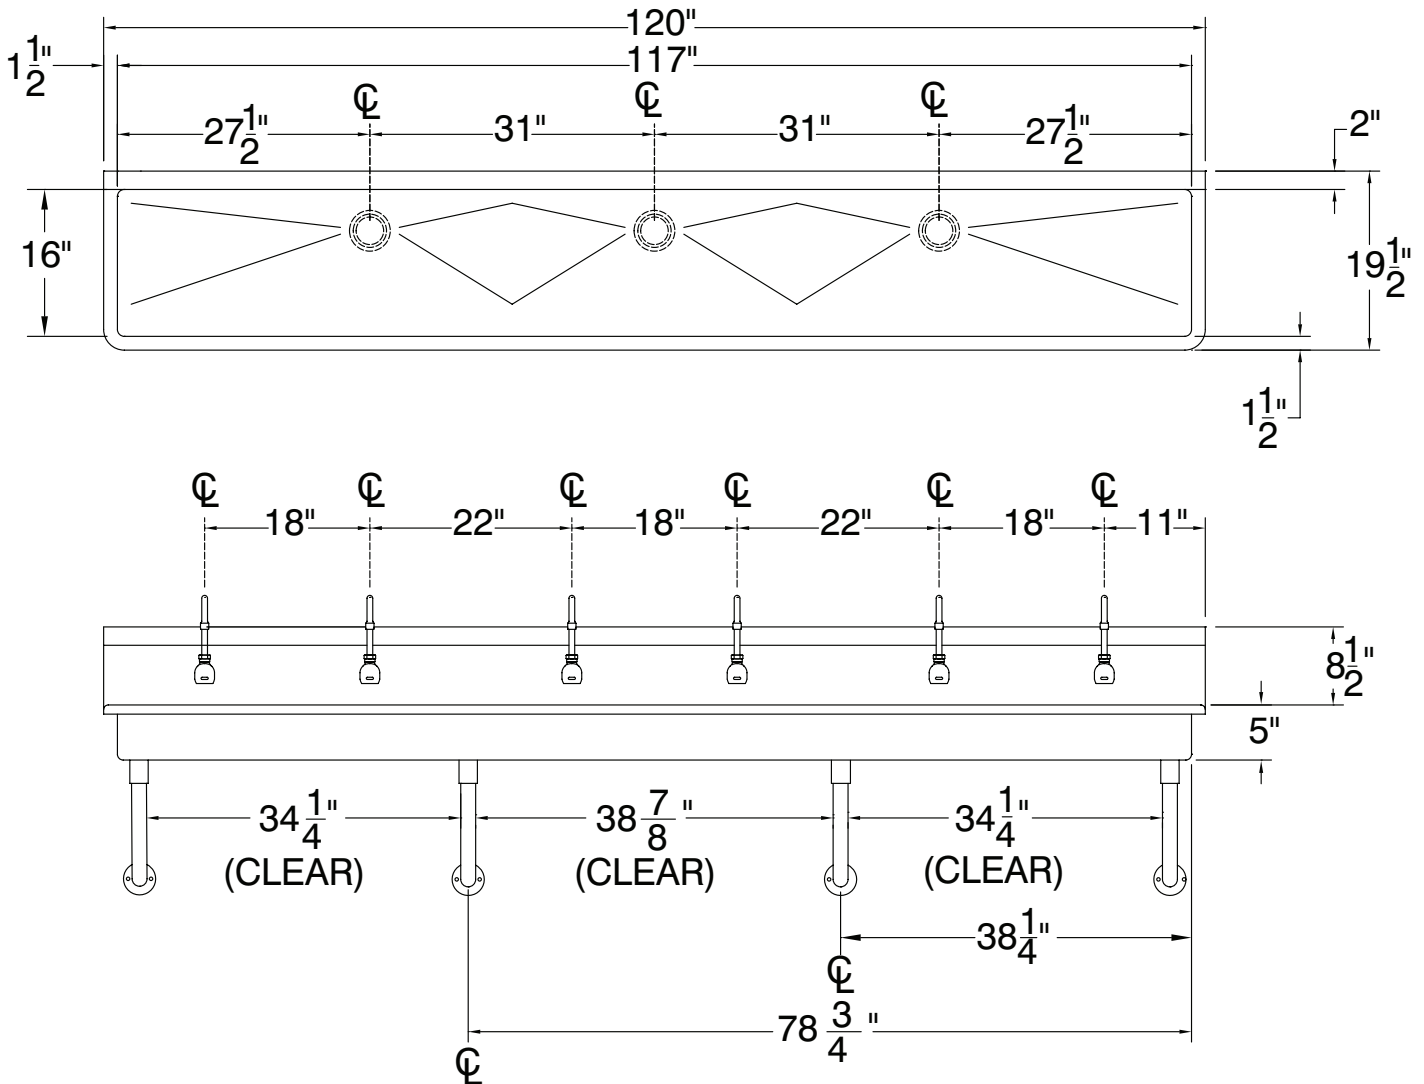 120"
1 1/2" 117"
℄ ℄ ℄
27 1/2" 31" 31" 27 1/2" 2"
16" 19 1/2"
1 1/2"
℄ ℄ ℄ ℄ ℄ ℄
18" 22" 18" 22" 18" 11"
8 1/2"
5"
34 1/4" 38 7/8" 34 1/4"
(CLEAR) (CLEAR) (CLEAR)
38 1/4"
℄
78 3/4"
℄